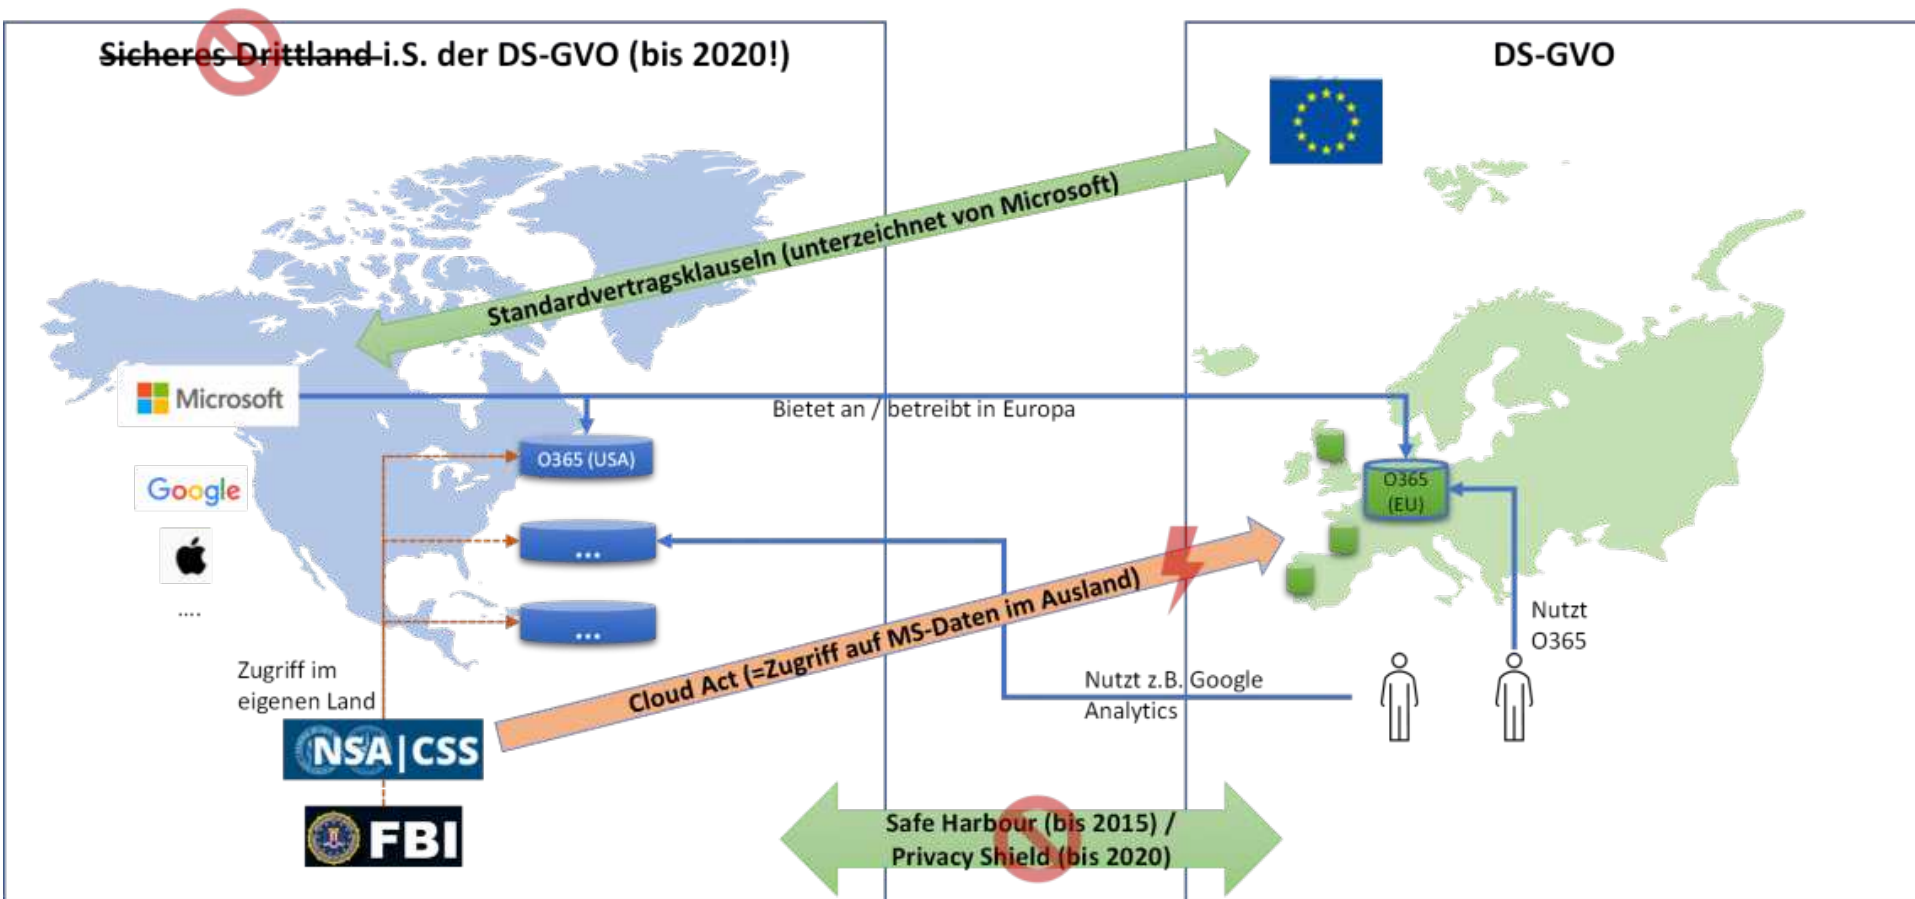 Sicheres Drittland i.S. der DS-GVO (bis 2020!)
DS-GVO
Standardvertragsklauseln (unterzeichnet von Microsoft)
Microsoft
Bietet an / betreibt in Europa
O365 (USA)
Google
...
....
...
O365
(EU)
Cloud Act (=Zugriff auf MS-Daten im Ausland)
Nutzt
O365
Zugriff im
eigenen Land
Nutzt z.B. Google
Analytics
NSA|CSS
FBI
Safe Harbour (bis 2015) /
Privacy Shield (bis 2020)